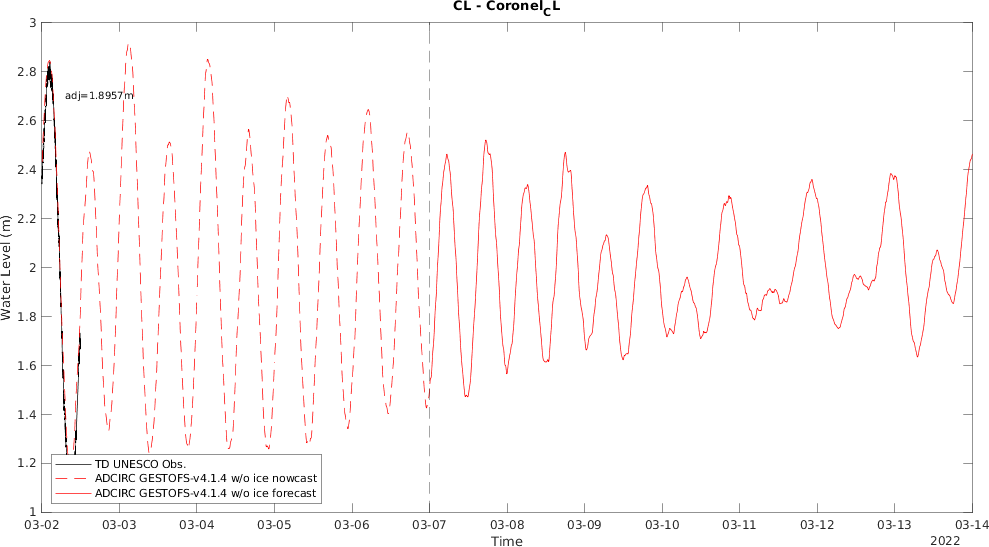 CL - Coronel_CL
3
2.8
2.6
2.4
2.2
2
1.8
1.6
1.4
1.2
1
Water Level (m)
adj=1.8957m
TD UNESCO Obs.
ADCIRC GESTOFS-v4.1.4 w/o ice nowcast
ADCIRC GESTOFS-v4.1.4 w/o ice forecast
03-02 03-03 03-04 03-05 03-06 03-07 03-08 03-09 03-10 03-11 03-12 03-13 03-14
Time
2022